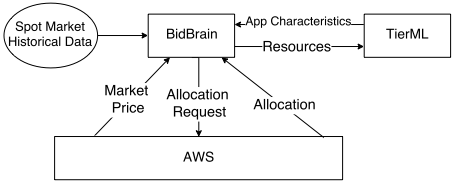 Spot Market
Historical Data
BidBrain
App Characteristics
TierML
Resources
Market
Price
Allocation
Request
Allocation
AWS